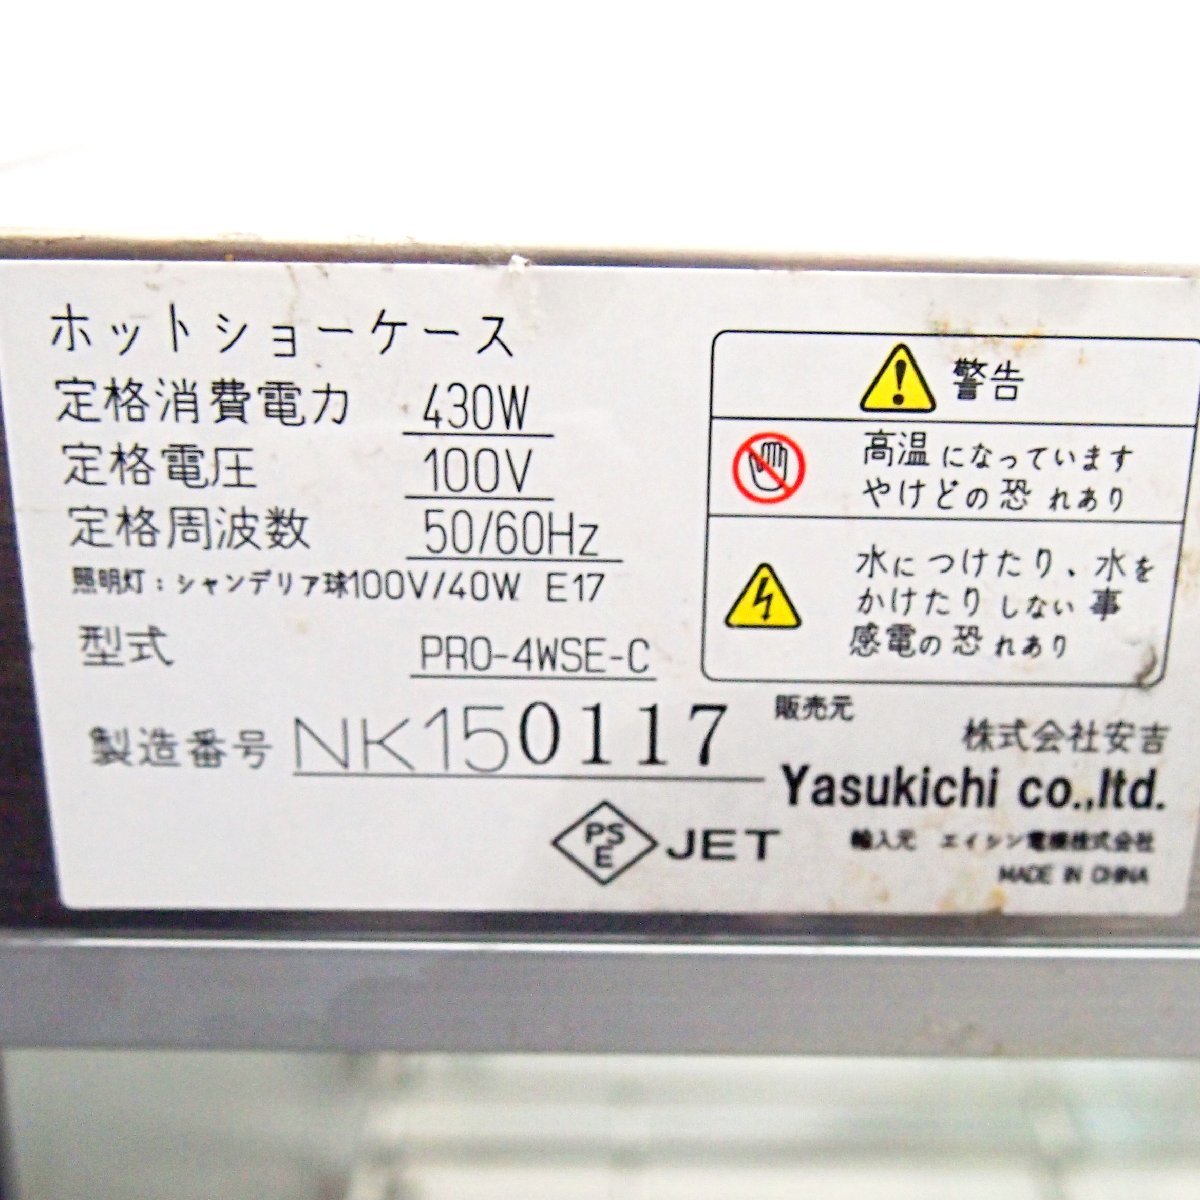 ホットショーケース
定格消費電力 430W
定格電圧 100V
定格周波数 50/60Hz
照明灯:シャンデリア球100V/40W E17
型式 PRO-4WSE-C
製造番号 NK150117
PSE JET
警告
高温になっています
やけどの恐れあり
水につけたり、水を
かけたりしない事
感電の恐れあり
販売元
株式会社安吉
Yasukichi co.,ltd.
輸入元 エイシン電機株式会社
MADE IN CHINA